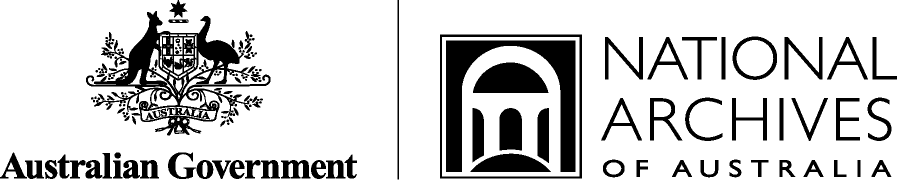 AUSTRALIA
Australian Government
NATIONAL
ARCHIVES
OF AUSTRALIA